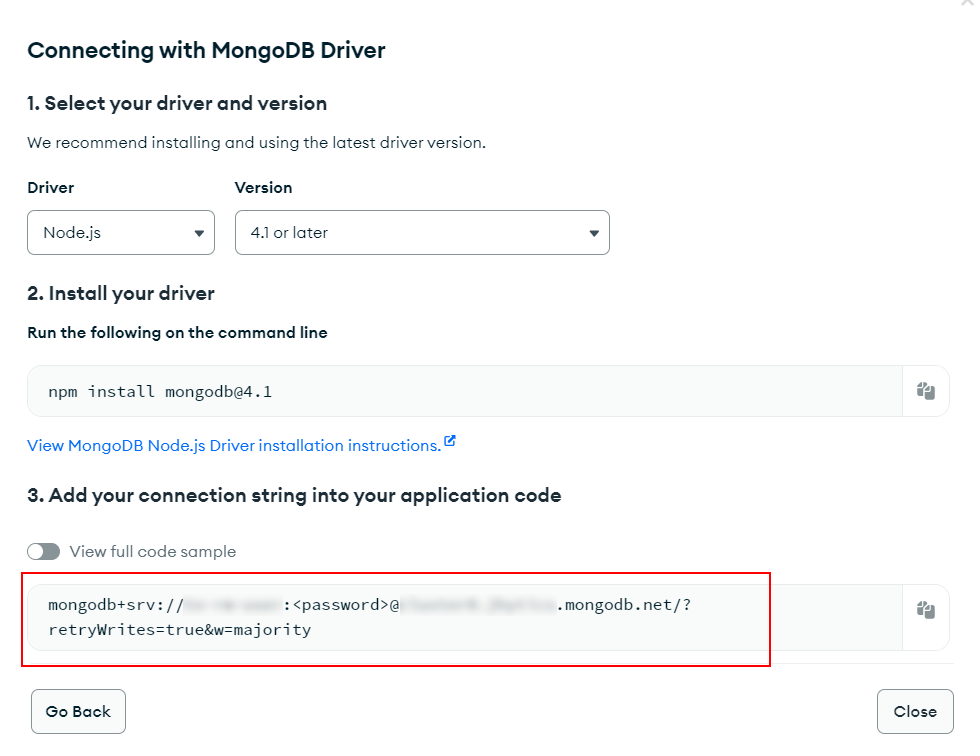 Connecting with MongoDB Driver
1. Select your driver and version
We recommend installing and using the latest driver version.
Driver Version
Node.js 4.1 or later
2. Install your driver
Run the following on the command line
npm install mongodb@4.1
View MongoDB Node.js Driver installation instructions.
3. Add your connection string into your application code
View full code sample
mongodb+srv:// :<password>@ .mongodb.net/?
retryWrites=true&w=majority
Go Back Close